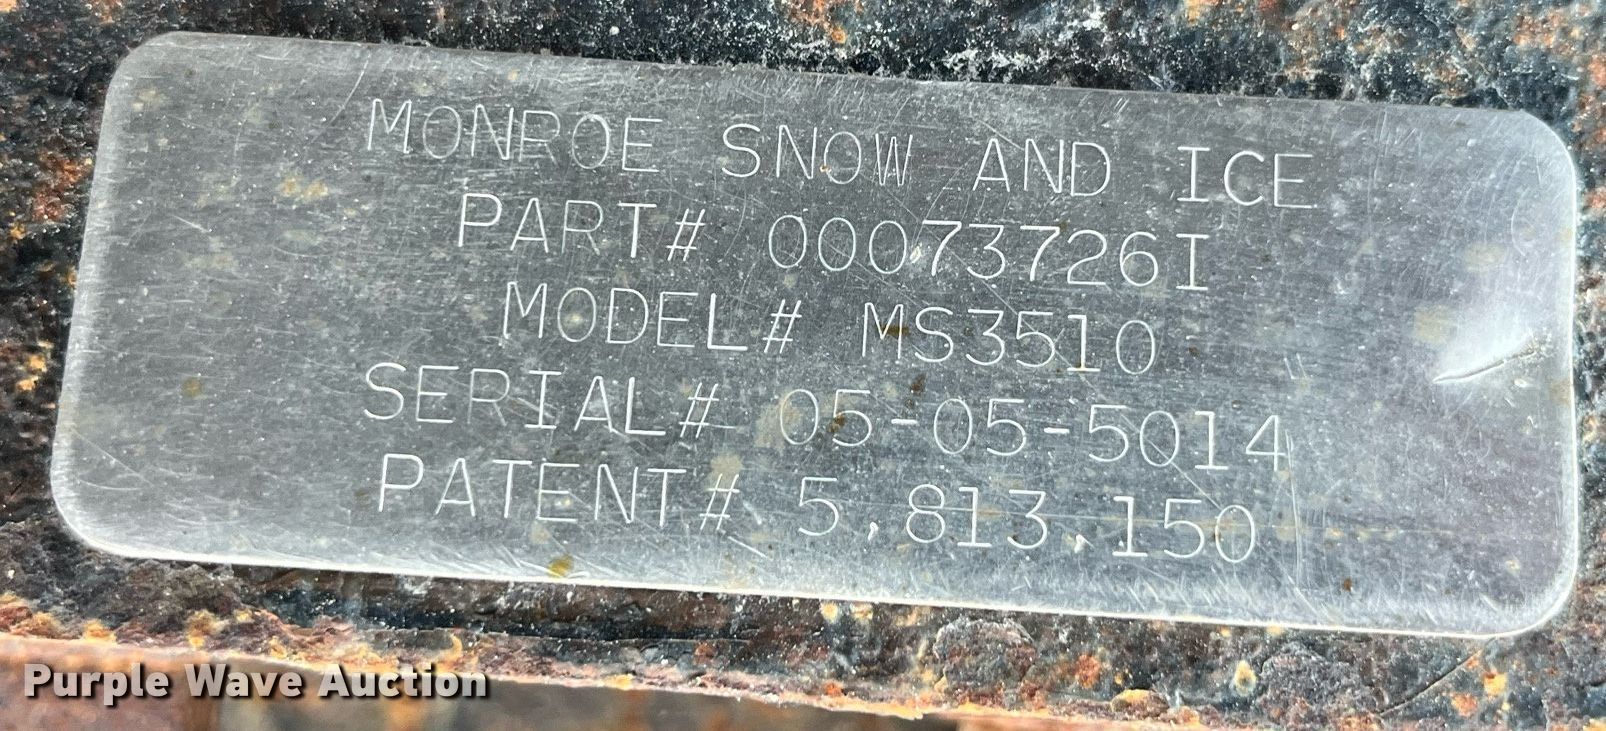 MONROE SNOW AND ICE
PART# 00073726I
MODEL# MS3510
SERIAL# 05-05-5014
PATENT# 5,813,150
Purple Wave Auction